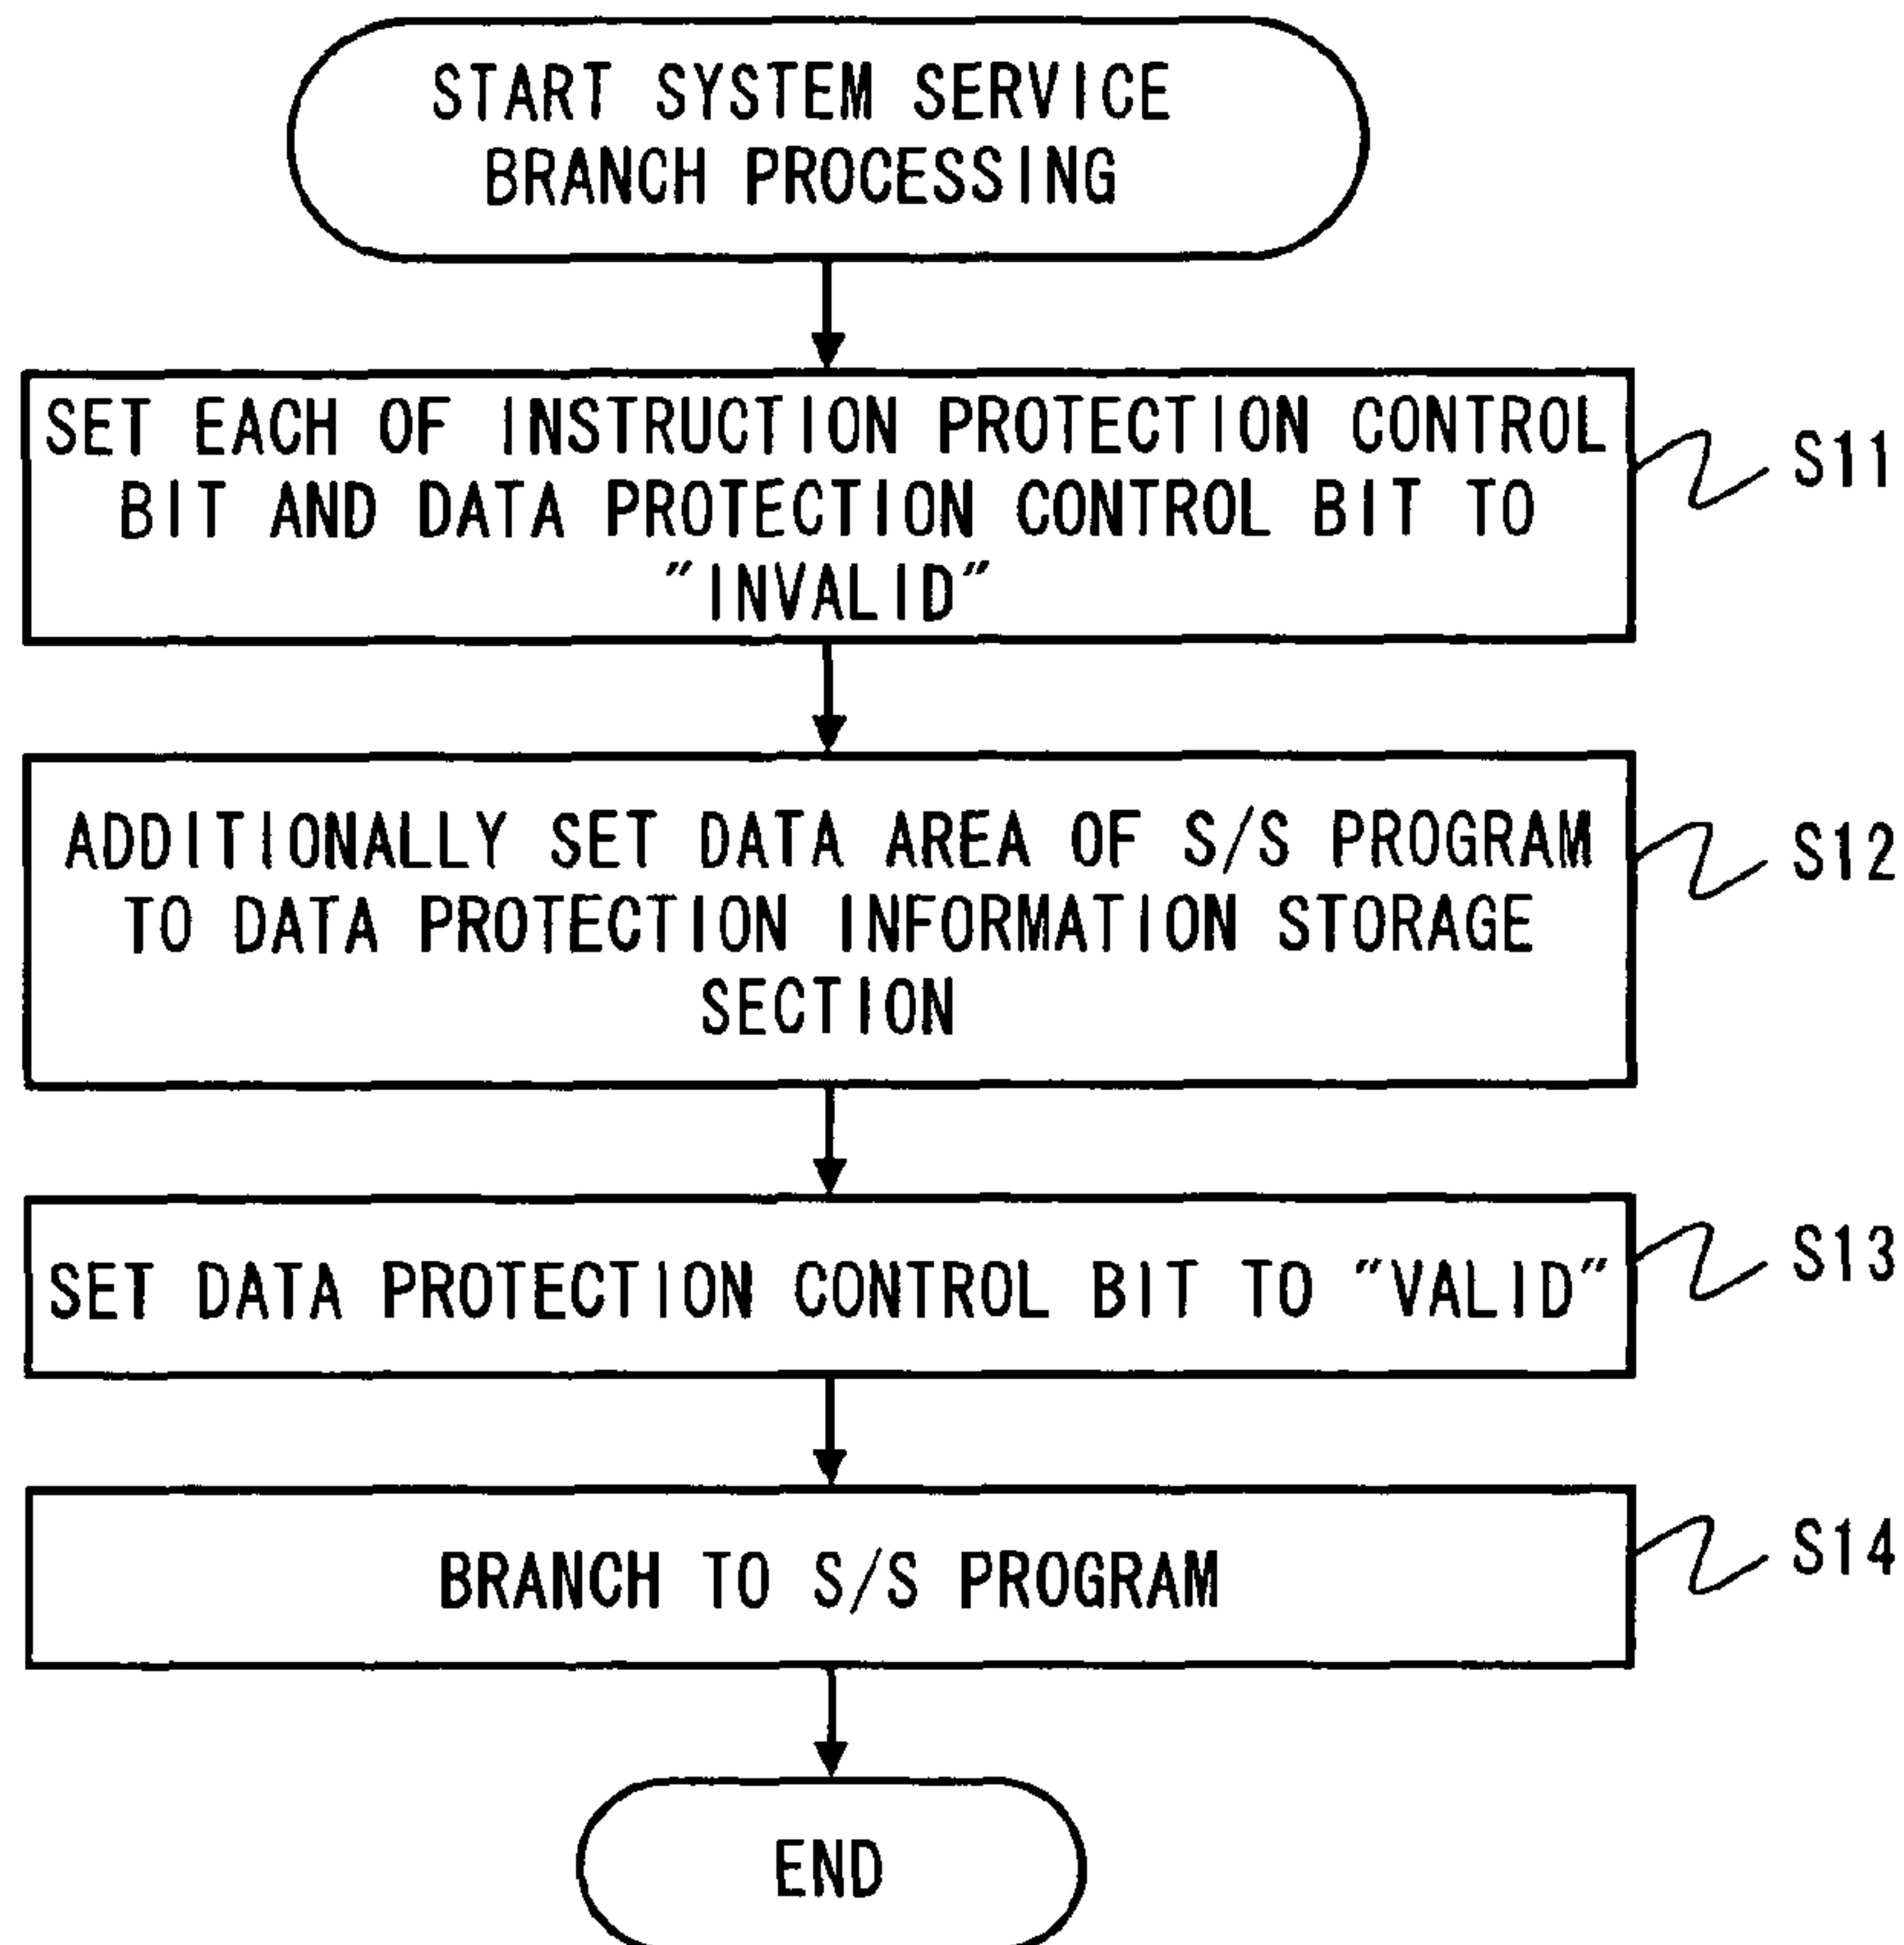 START SYSTEM SERVICE
BRANCH PROCESSING
SET EACH OF INSTRUCTION PROTECTION CONTROL
BIT AND DATA PROTECTION CONTROL BIT TO
"INVALID"
S11
ADDITIONALLY SET DATA AREA OF S/S PROGRAM
TO DATA PROTECTION INFORMATION STORAGE
SECTION
S12
SET DATA PROTECTION CONTROL BIT TO "VALID"
S13
BRANCH TO S/S PROGRAM
S14
END